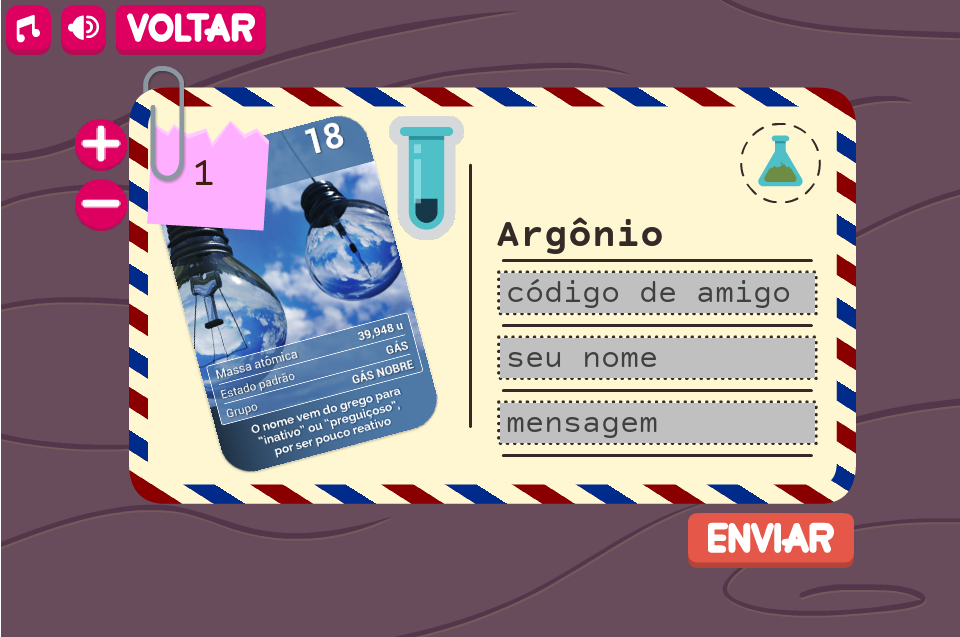 VOLTAR
1
18
Argônio
código de amigo
seu nome
mensagem
Massa atômica 39,948 u
Estado padrão GÁS
Grupo GÁS NOBRE
O nome vem do grego para
"inativo" ou "preguiçoso",
por ser pouco reativo
ENVIAR